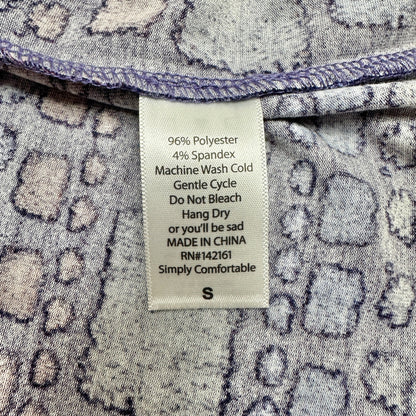 96% Polyester
4% Spandex
Machine Wash Cold
Gentle Cycle
Do Not Bleach
Hang Dry
or you'll be sad
MADE IN CHINA
RN#142161
Simply Comfortable
S